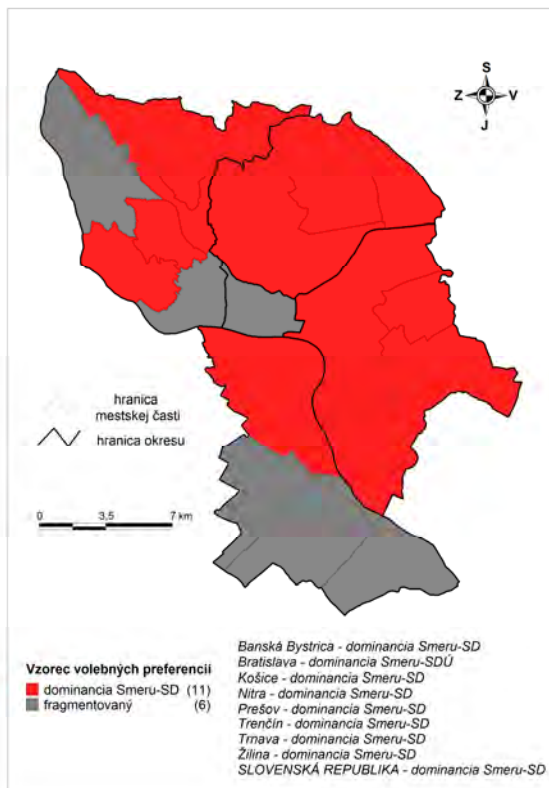 S
Z V
J
hranica
mestskej časti
hranica okresu
0 3,5 7 km
Vzorec volebných preferencií
dominancia Smeru-SD (11)
fragmentovaný (6)
Banská Bystrica - dominancia Smeru-SD
Bratislava - dominancia Smeru-SDÚ
Košice - dominancia Smeru-SD
Nitra - dominancia Smeru-SD
Prešov - dominancia Smeru-SD
Trenčín - dominancia Smeru-SD
Trnava - dominancia Smeru-SD
Žilina - dominancia Smeru-SD
SLOVENSKÁ REPUBLIKA - dominancia Smeru-SD